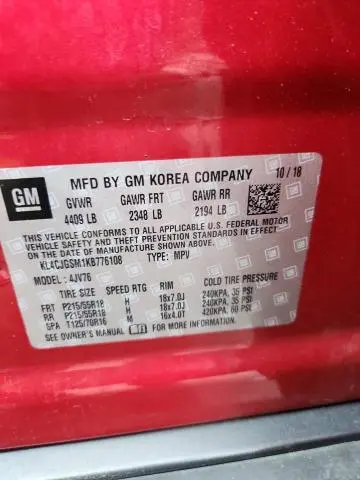 MFD BY GM KOREA COMPANY 10 / 18
GM
GVWR GAWR FRT GAWR RR
4409 LB 2348 LB 2194 LB
THIS VEHICLE CONFORMS TO ALL APPLICABLE U.S. FEDERAL MOTOR
VEHICLE SAFETY, BUMPER, AND THEFT PREVENTION STANDARDS IN
EFFECT ON THE DATE OF MANUFACTURE SHOWN ABOVE.
KL4CJGSM1KB776108 TYPE: MPV
MODEL : 4JV76
TIRE SIZE SPEED RTG RIM COLD TIRE PRESSURE
FRT P215/55R18 H 18x7.0J 240KPA, 35 PSI
RR P215/55R18 H 18x7.0J 240KPA, 35 PSI
SPA T125/70R16 M 16x4.0T 420KPA, 60 PSI
SEE OWNER'S MANUAL FOR MORE INFORMATION